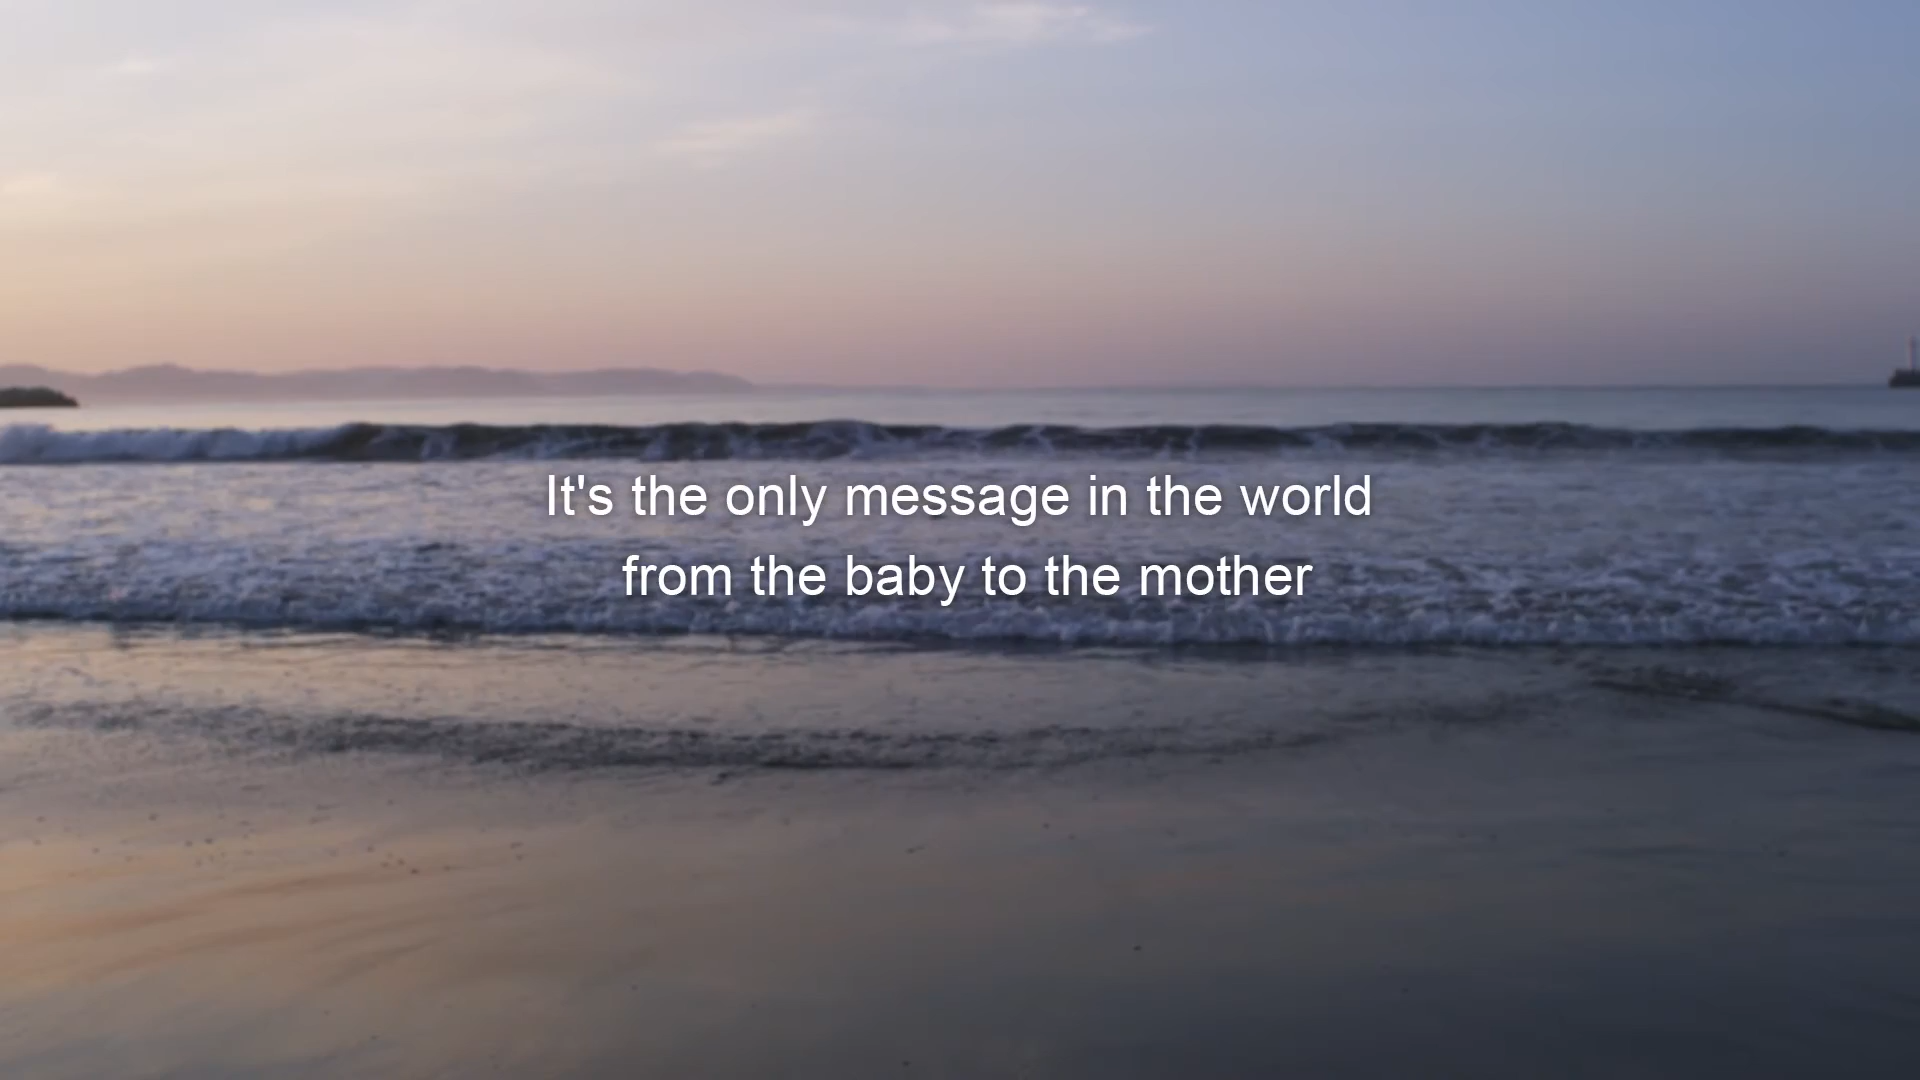 It's the only message in the world
from the baby to the mother